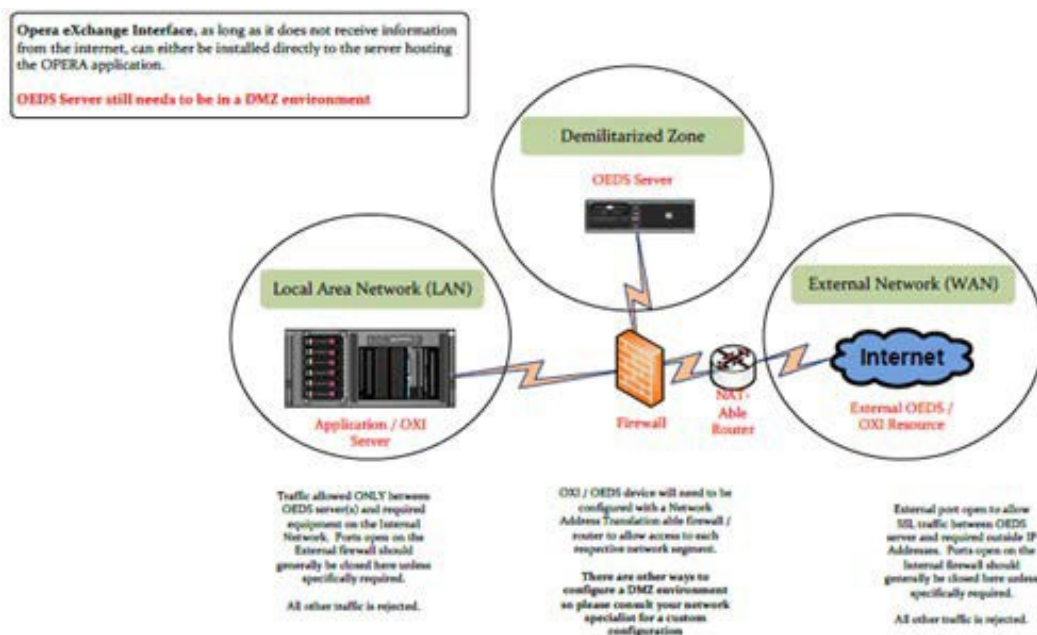 Opera eXchange Interface, as long as it does not receive information
from the internet, can either be installed directly to the server hosting
the OPERA application.
OEDS Server still needs to be in a DMZ environment
Demilitarized Zone
OEDS Server
Local Area Network (LAN)
Application / OXI
Server
Firewall
NAT-
Able
Router
External Network (WAN)
Internet
External OEDS /
OXI Resource
Traffic allowed ONLY between
OEDS server(s) and required
equipment on the Internal
Network. Ports open on the
External firewall should
generally be closed here unless
specifically required.
All other traffic is rejected.
OXI / OEDS device will need to be
configured with a Network
Address Translation able firewall /
router to allow access to each
respective network segment.
There are other ways to
configure a DMZ environment
so please consult your network
specialist for a custom
configuration
External port open to allow
SSL traffic between OEDS
server and required outside IP
Addresses. Ports open on the
Internal firewall should
generally be closed here unless
specifically required.
All other traffic is rejected.